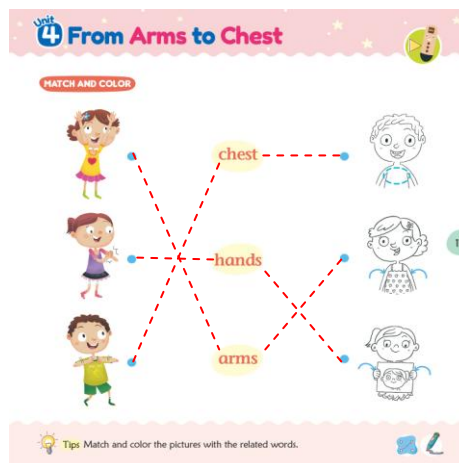 Unit
4 From Arms to Chest
MATCH AND COLOR
chest
hands
arms
Tips Match and color the pictures with the related words.